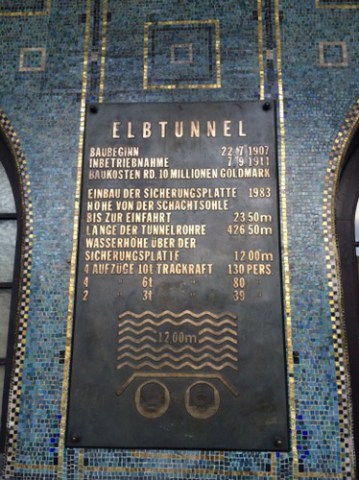 ELBTUNNEL
BAUBEGINN 22 7 1907
INBETRIEBNAHME 7 9 1911
BAUKOSTEN RD. 10 MILLIONEN GOLDMARK
EINBAU DER SICHERUNGSPLATTE 1983
HÖHE VON DER SCHACHTSOHLE
BIS ZUR EINFAHRT 23.50m
LÄNGE DER TUNNELROHRE 426.50m
WASSERHÖHE ÜBER DER
SICHERUNGSPLATTE 12.00m
4 AUFZÜGE 10t TRAGKRAFT 130 PERS
4 " 6t " 80 "
2 " 3t " 39 "
12.00m